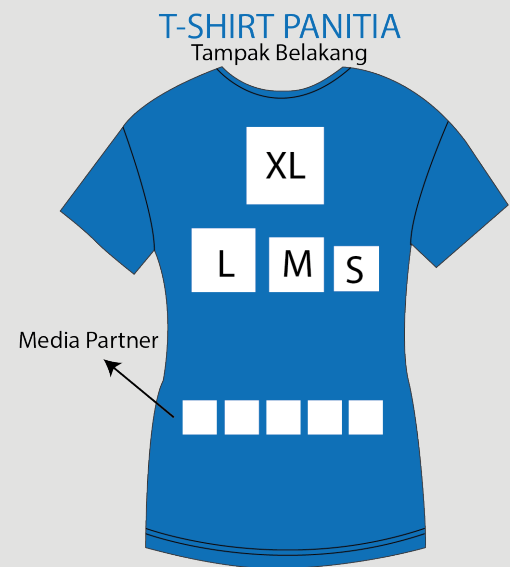 T-SHIRT PANITIA
Tampak Belakang
XL
L M S
Media Partner